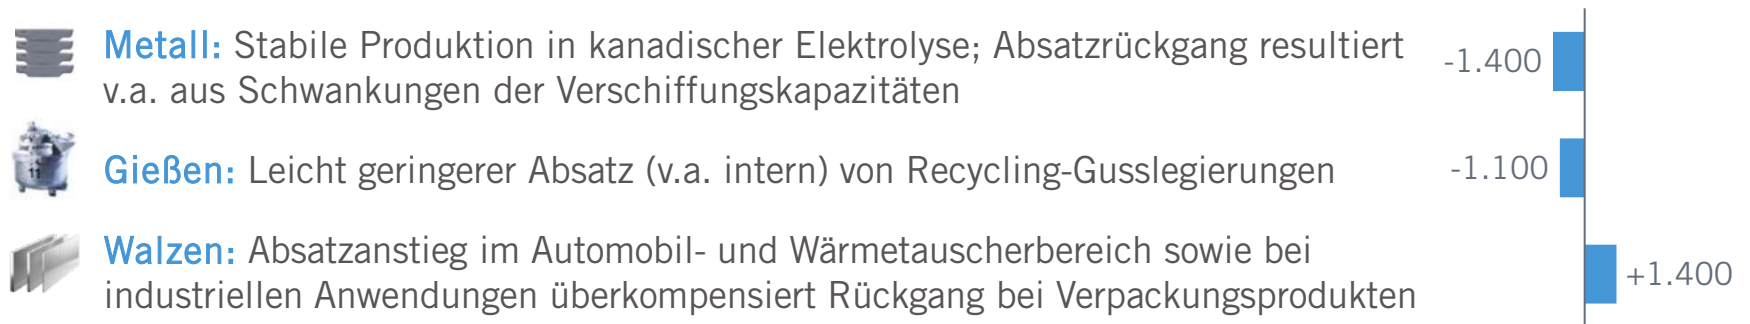 Metall: Stabile Produktion in kanadischer Elektrolyse; Absatzrückgang resultiert
v.a. aus Schwankungen der Verschiffungskapazitäten
-1.400
11
Gießen: Leicht geringerer Absatz (v.a. intern) von Recycling-Gusslegierungen
-1.100
Walzen: Absatzanstieg im Automobil- und Wärmetauscherbereich sowie bei
industriellen Anwendungen überkompensiert Rückgang bei Verpackungsprodukten
+1.400